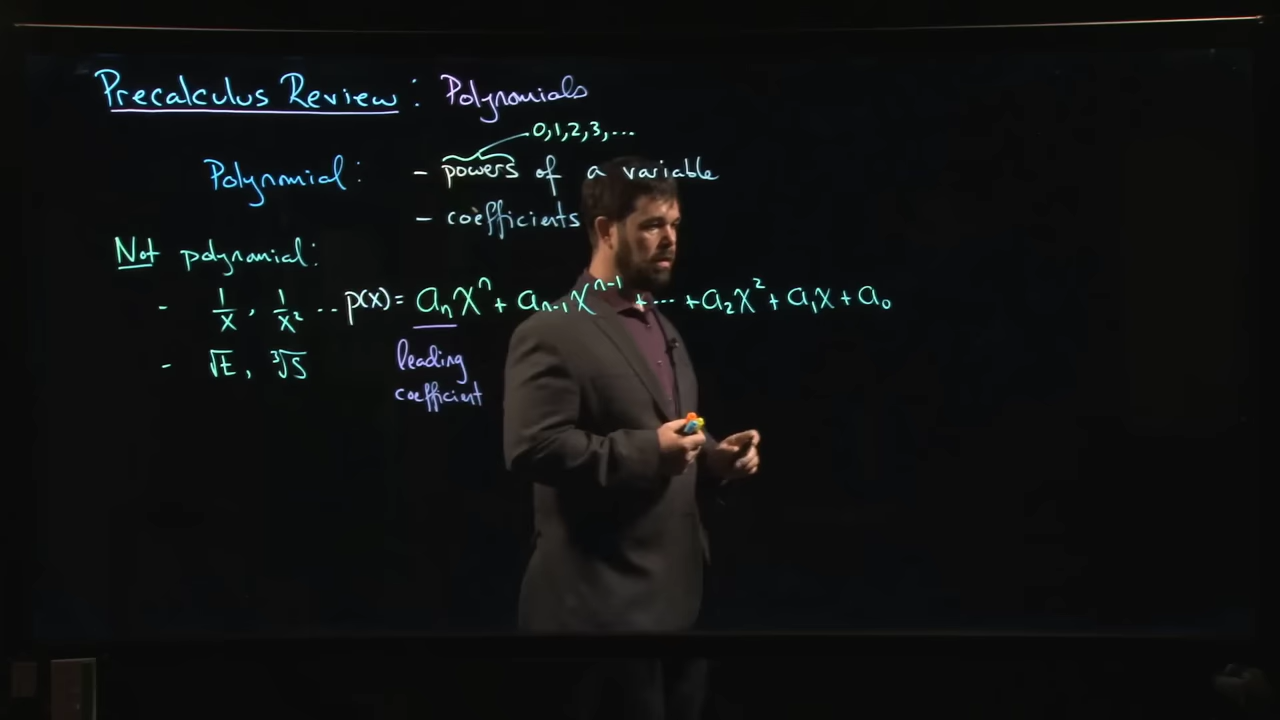 Precalculus Review: Polynomials
0,1,2,3,...
Polynomial: - powers of a variable
- coefficients
Not polynomial:
- 1/x, 1/x² ... p(x) = aₙxⁿ + aₙ₋₁xⁿ⁻¹ + ... + a₂x² + a₁x + a₀
- √t, ³√s
leading
coefficient